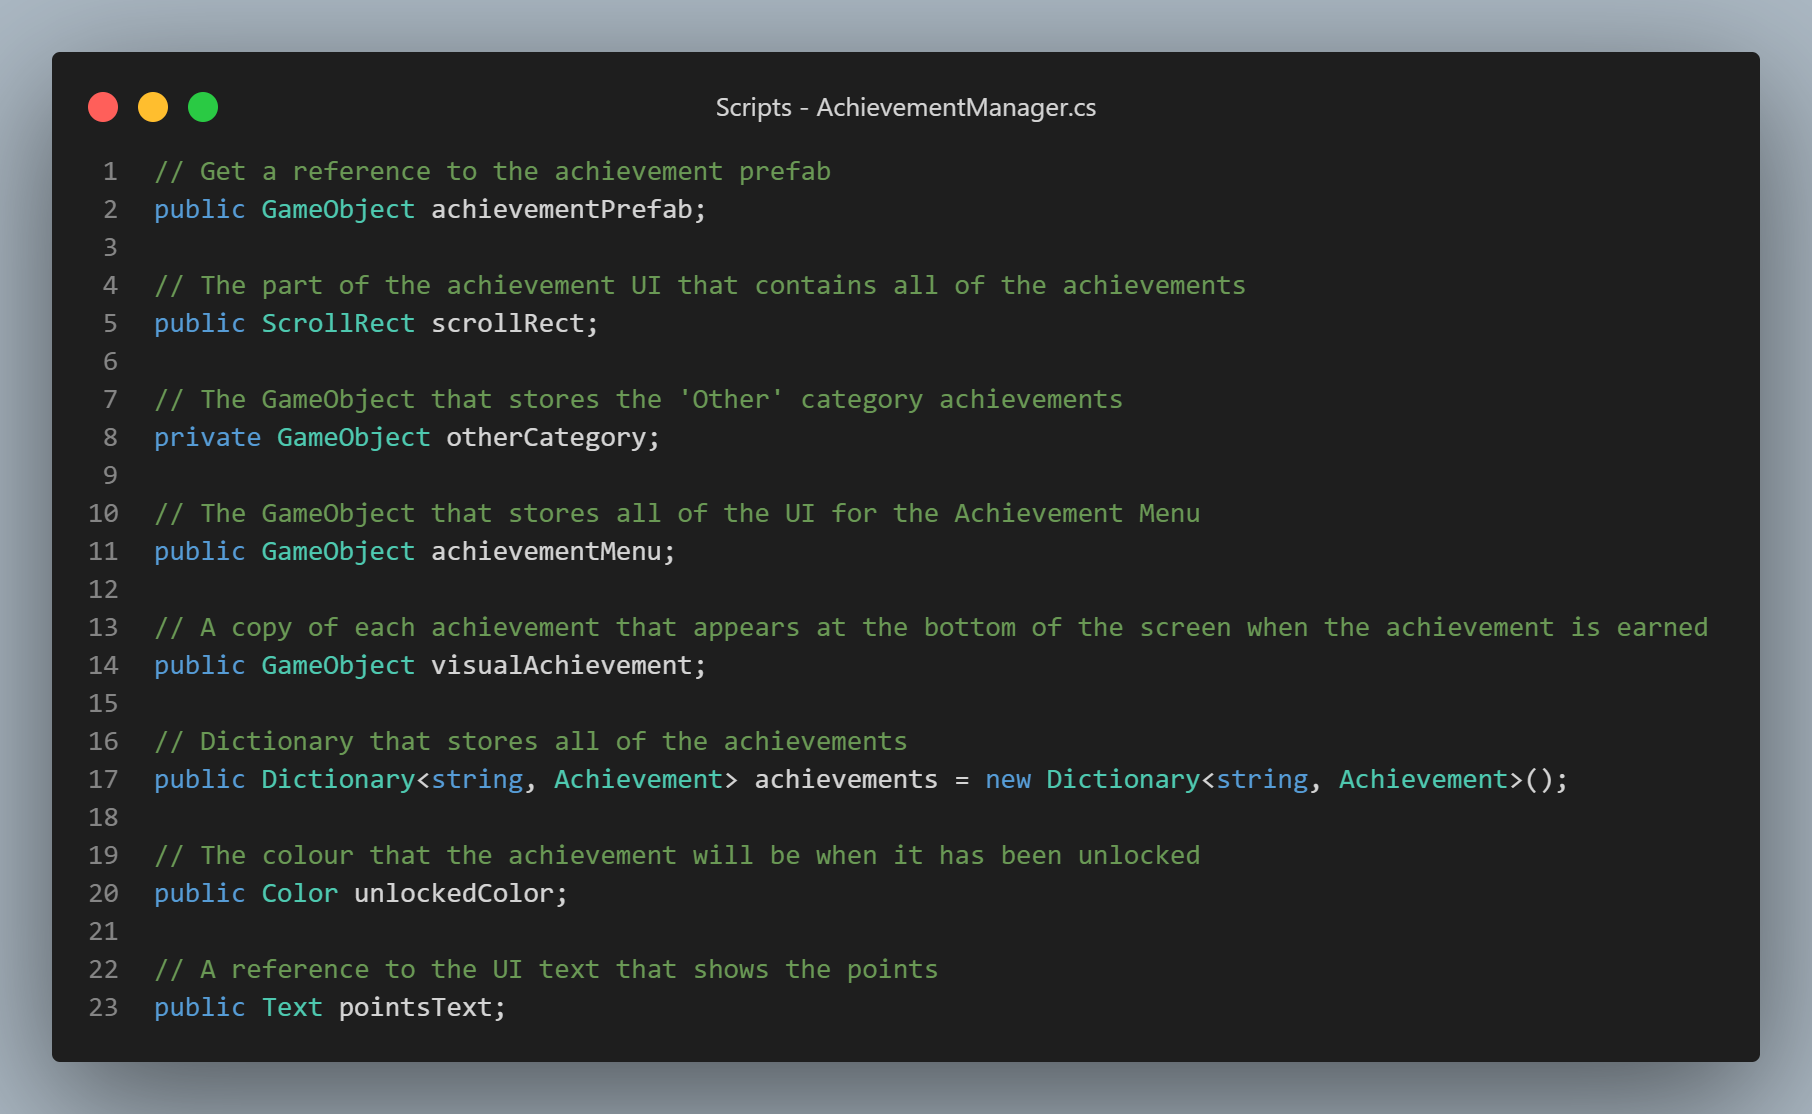 Scripts - AchievementManager.cs
1 // Get a reference to the achievement prefab
2 public GameObject achievementPrefab;
3
4 // The part of the achievement UI that contains all of the achievements
5 public ScrollRect scrollRect;
6
7 // The GameObject that stores the 'Other' category achievements
8 private GameObject otherCategory;
9
10 // The GameObject that stores all of the UI for the Achievement Menu
11 public GameObject achievementMenu;
12
13 // A copy of each achievement that appears at the bottom of the screen when the achievement is earned
14 public GameObject visualAchievement;
15
16 // Dictionary that stores all of the achievements
17 public Dictionary<string, Achievement> achievements = new Dictionary<string, Achievement>();
18
19 // The colour that the achievement will be when it has been unlocked
20 public Color unlockedColor;
21
22 // A reference to the UI text that shows the points
23 public Text pointsText;